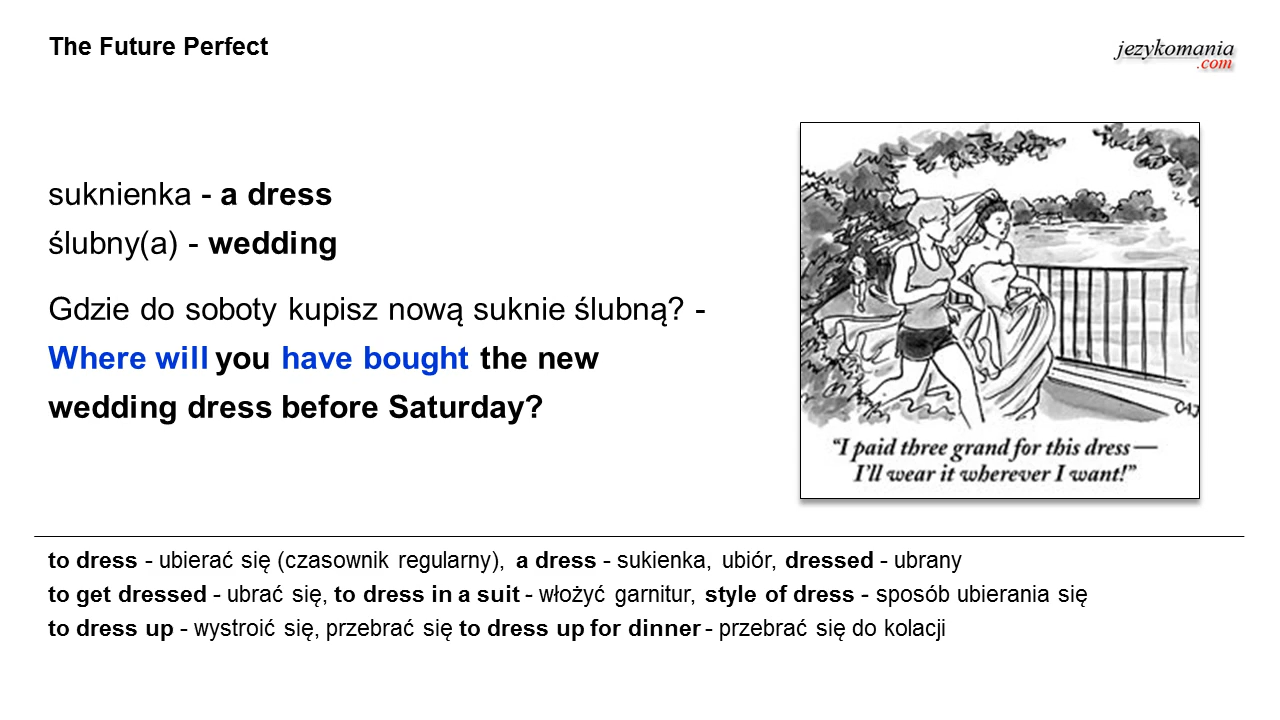 The Future Perfect
jezykomania
.com
suknienka - a dress
ślubny(a) - wedding
Gdzie do soboty kupisz nową suknie ślubną? -
Where will you have bought the new
wedding dress before Saturday?
CAJ
"I paid three grand for this dress—
I'll wear it wherever I want!"
to dress - ubierać się (czasownik regularny), a dress - sukienka, ubiór, dressed - ubrany
to get dressed - ubrać się, to dress in a suit - włożyć garnitur, style of dress - sposób ubierania się
to dress up - wystroić się, przebrać się to dress up for dinner - przebrać się do kolacji